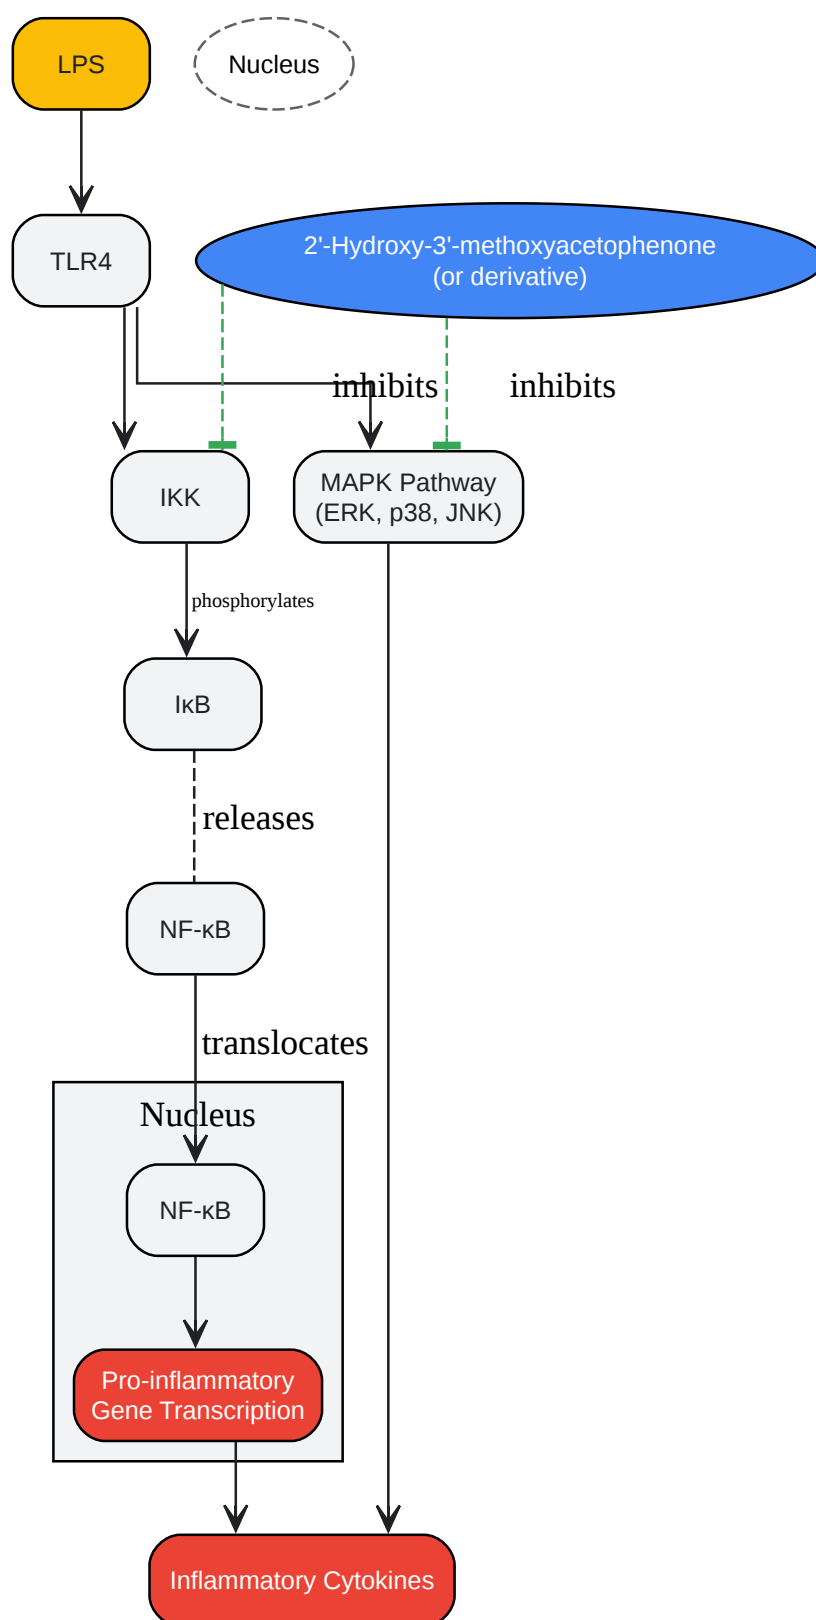 LPS
Nucleus
TLR4
2'-Hydroxy-3'-methoxyacetophenone
(or derivative)
inhibits
inhibits
IKK
MAPK Pathway
(ERK, p38, JNK)
phosphorylates
IκB
releases
NF-κB
translocates
Nucleus
NF-κB
Pro-inflammatory
Gene Transcription
Inflammatory Cytokines